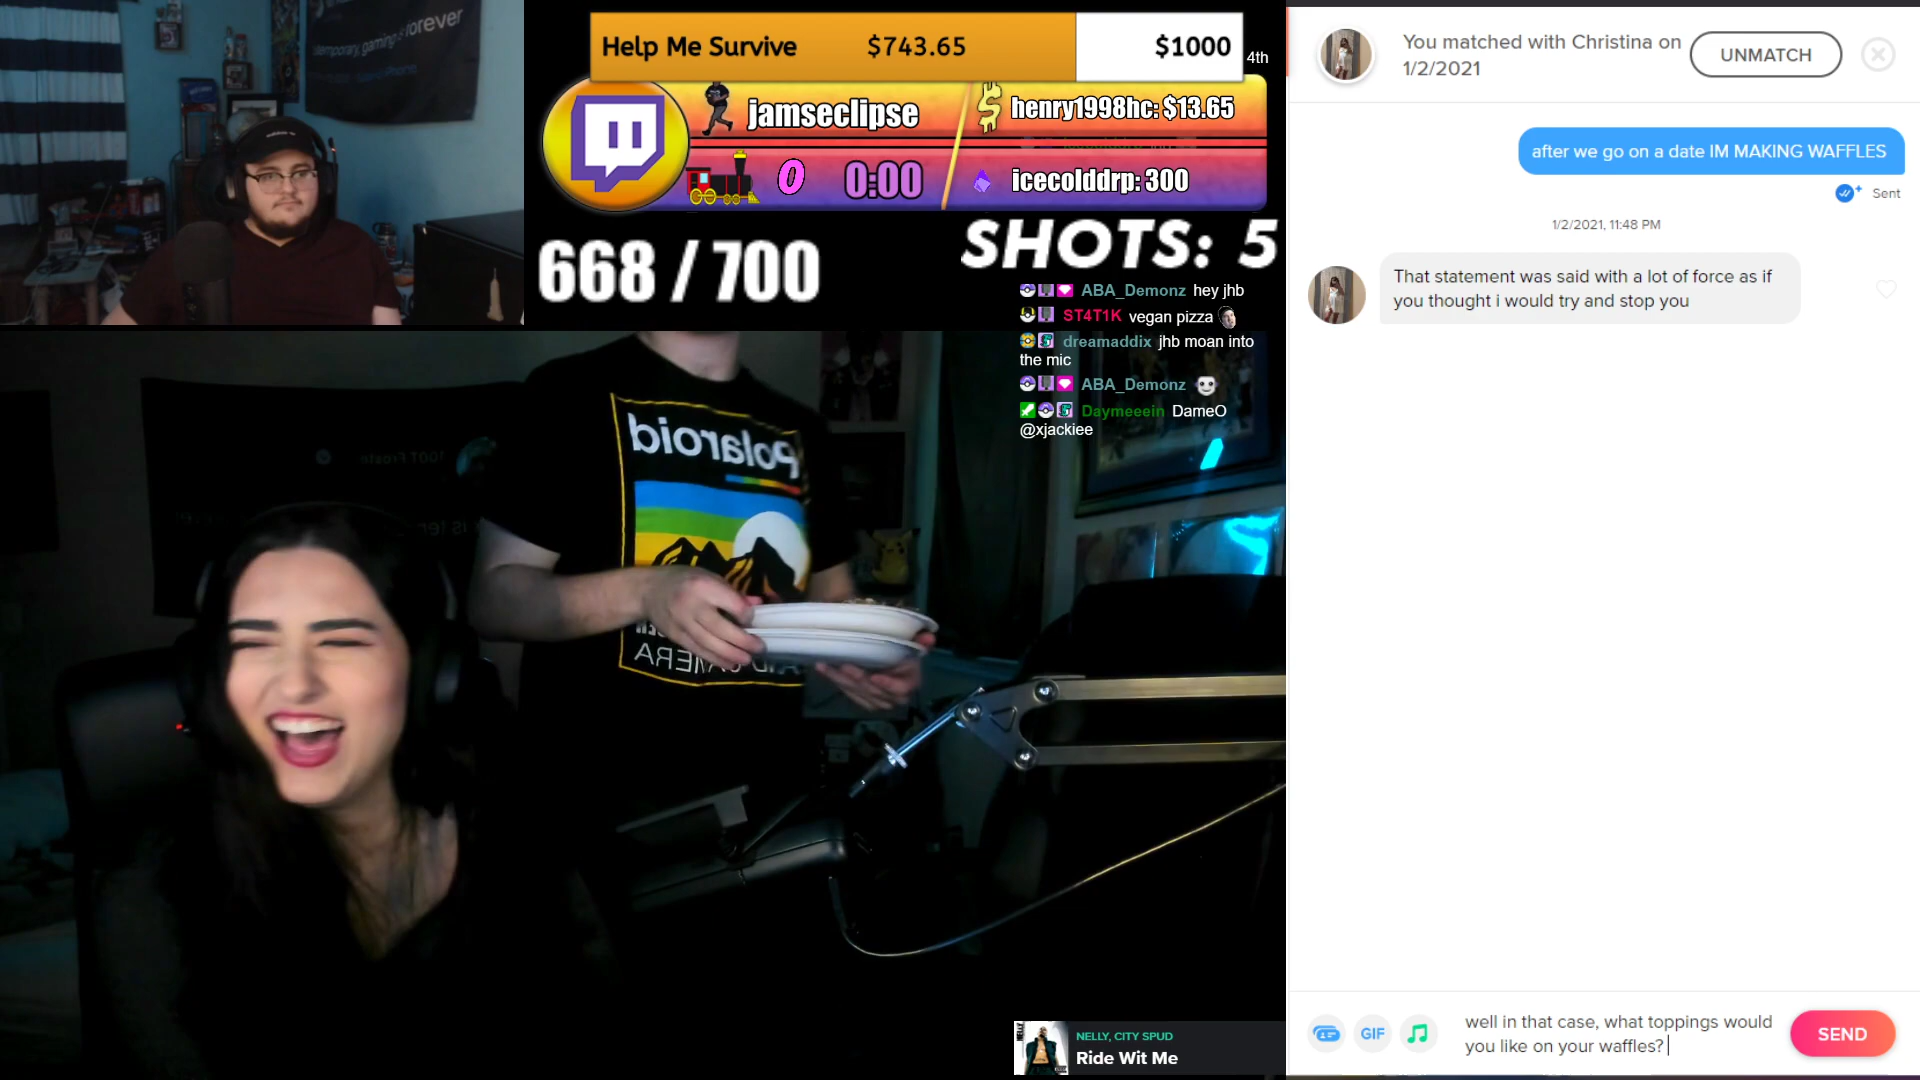 forever
temporary, gaming is
Help Me Survive $743.65 $1000
4th
jamseclipse
henry1998hc: $13.65
0 0:00
icecolddrp: 300
668 / 700
SHOTS: 5
ABA_Demonz hey jhb
ST4T1K vegan pizza
dreamaddix jhb moan into
the mic
ABA_Demonz
Daymeeein DameO
@xjackiee
Polaroid
NELLY, CITY SPUD
Ride Wit Me
You matched with Christina on
1/2/2021
UNMATCH
after we go on a date IM MAKING WAFFLES
Sent
1/2/2021, 11:48 PM
That statement was said with a lot of force as if
you thought i would try and stop you
GIF
well in that case, what toppings would
you like on your waffles?
SEND